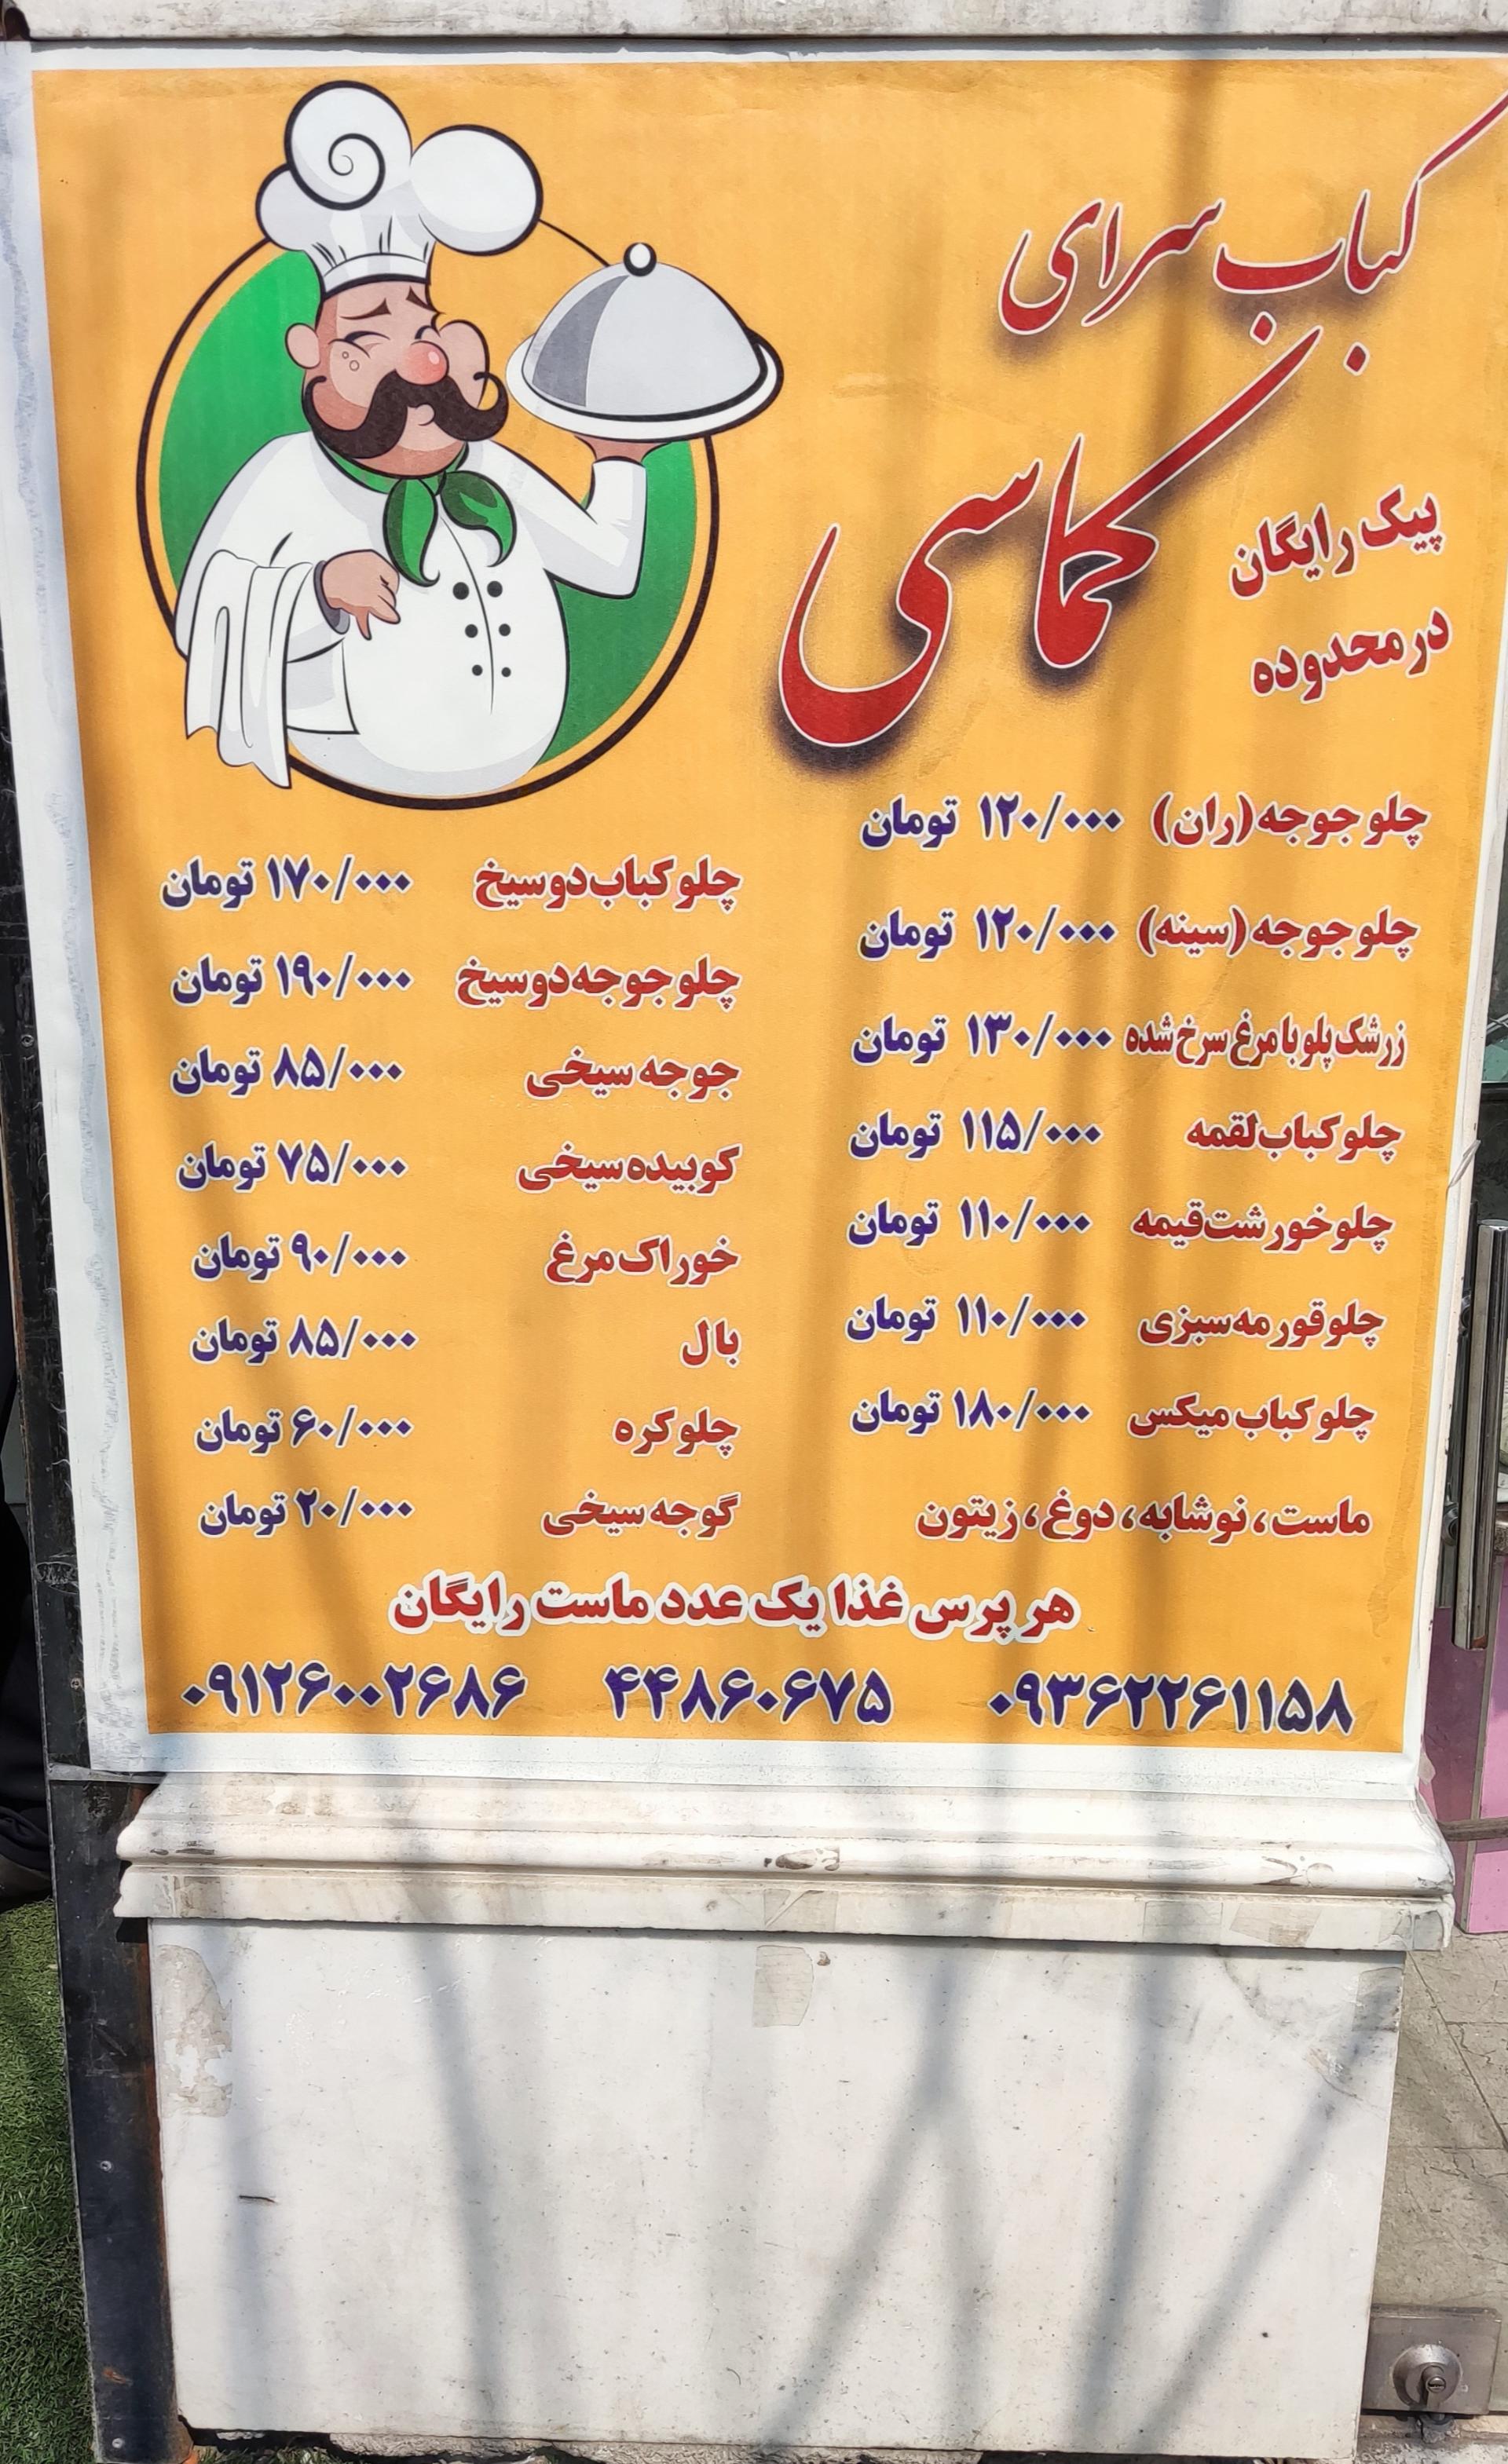 کباب سرای
کماسی
پیک رایگان
در محدوده
چلو جوجه (ران) ۱۲۰/۰۰۰ تومان
چلو جوجه (سینه) ۱۲۰/۰۰۰ تومان
زرشک پلو با مرغ سرخ شده ۱۳۰/۰۰۰ تومان
چلو کباب لقمه ۱۱۵/۰۰۰ تومان
چلو خورشت قیمه ۱۱۰/۰۰۰ تومان
چلو قورمه سبزی ۱۱۰/۰۰۰ تومان
چلو کباب میکس ۱۸۰/۰۰۰ تومان
ماست، نوشابه، دوغ، زیتون
چلو کباب دو سیخ ۱۷۰/۰۰۰ تومان
چلو جوجه دو سیخ ۱۹۰/۰۰۰ تومان
جوجه سیخی ۸۵/۰۰۰ تومان
کوبیده سیخی ۷۵/۰۰۰ تومان
خوراک مرغ ۹۰/۰۰۰ تومان
بال ۸۵/۰۰۰ تومان
چلو کره ۶۰/۰۰۰ تومان
گوجه سیخی ۲۰/۰۰۰ تومان
هر پرس غذا یک عدد ماست رایگان
۰۹۳۶۲۲۶۱۱۵۸ ۴۴۸۶۰۶۷۵ ۰۹۱۲۶۰۰۲۶۸۶